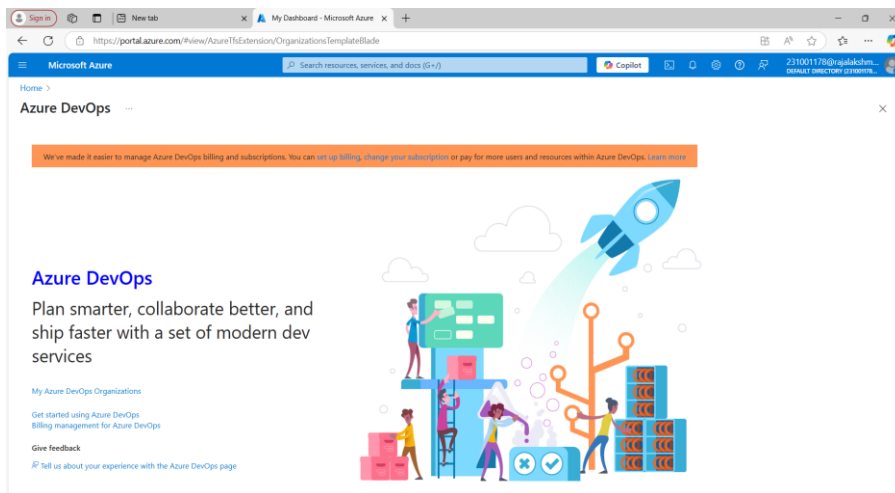 Sign in
New tab
My Dashboard - Microsoft Azure
https://portal.azure.com/#view/AzureTfsExtension/OrganizationsTemplateBlade
Microsoft Azure
Search resources, services, and docs (G+/)
Copilot
231001178@rajalakshm...
DEFAULT DIRECTORY (231001178...
Home >
Azure DevOps ...
We've made it easier to manage Azure DevOps billing and subscriptions. You can set up billing, change your subscription or pay for more users and resources within Azure DevOps. Learn more
Azure DevOps
Plan smarter, collaborate better, and
ship faster with a set of modern dev
services
My Azure DevOps Organizations
Get started using Azure DevOps
Billing management for Azure DevOps
Give feedback
Tell us about your experience with the Azure DevOps page